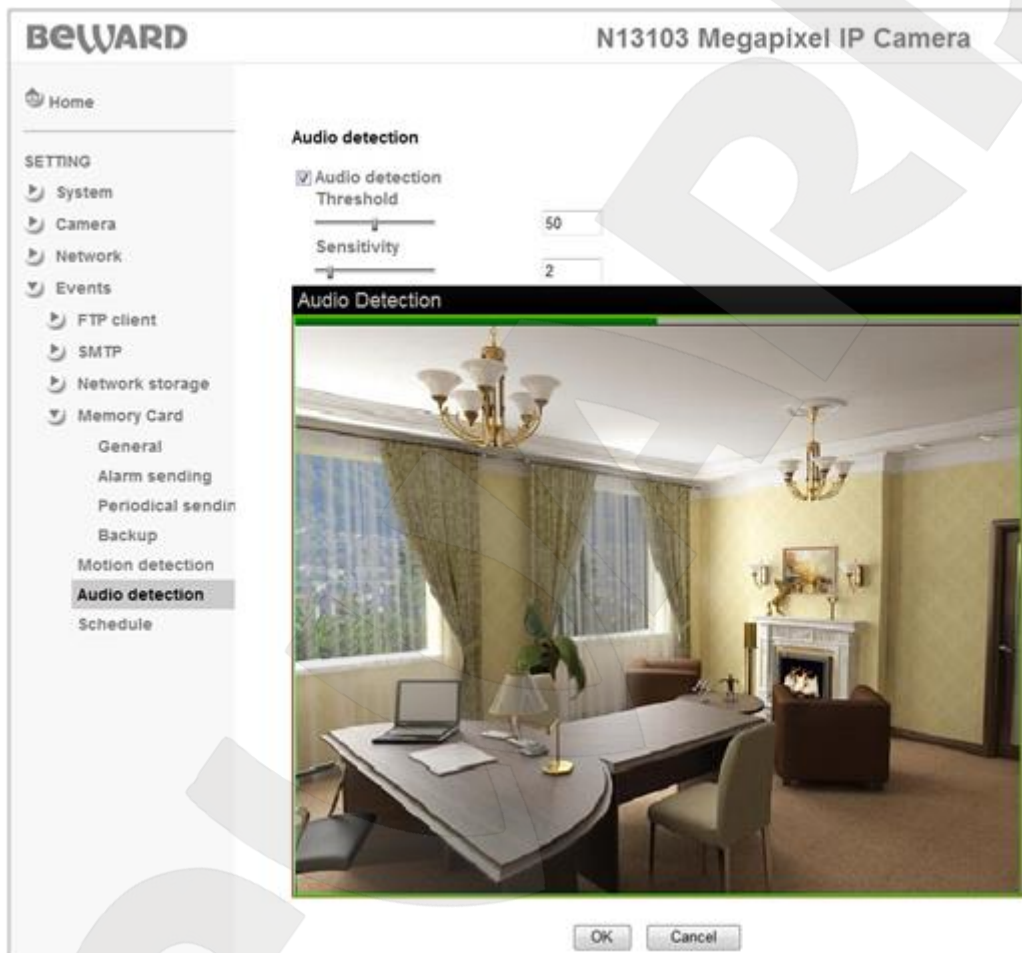 BEWARD
N13103 Megapixel IP Camera
Home
SETTING
System
Camera
Network
Events
FTP client
SMTP
Network storage
Memory Card
General
Alarm sending
Periodical sendin
Backup
Motion detection
Audio detection
Schedule
Audio detection
Audio detection
Threshold
50
Sensitivity
2
Audio Detection
OK
Cancel